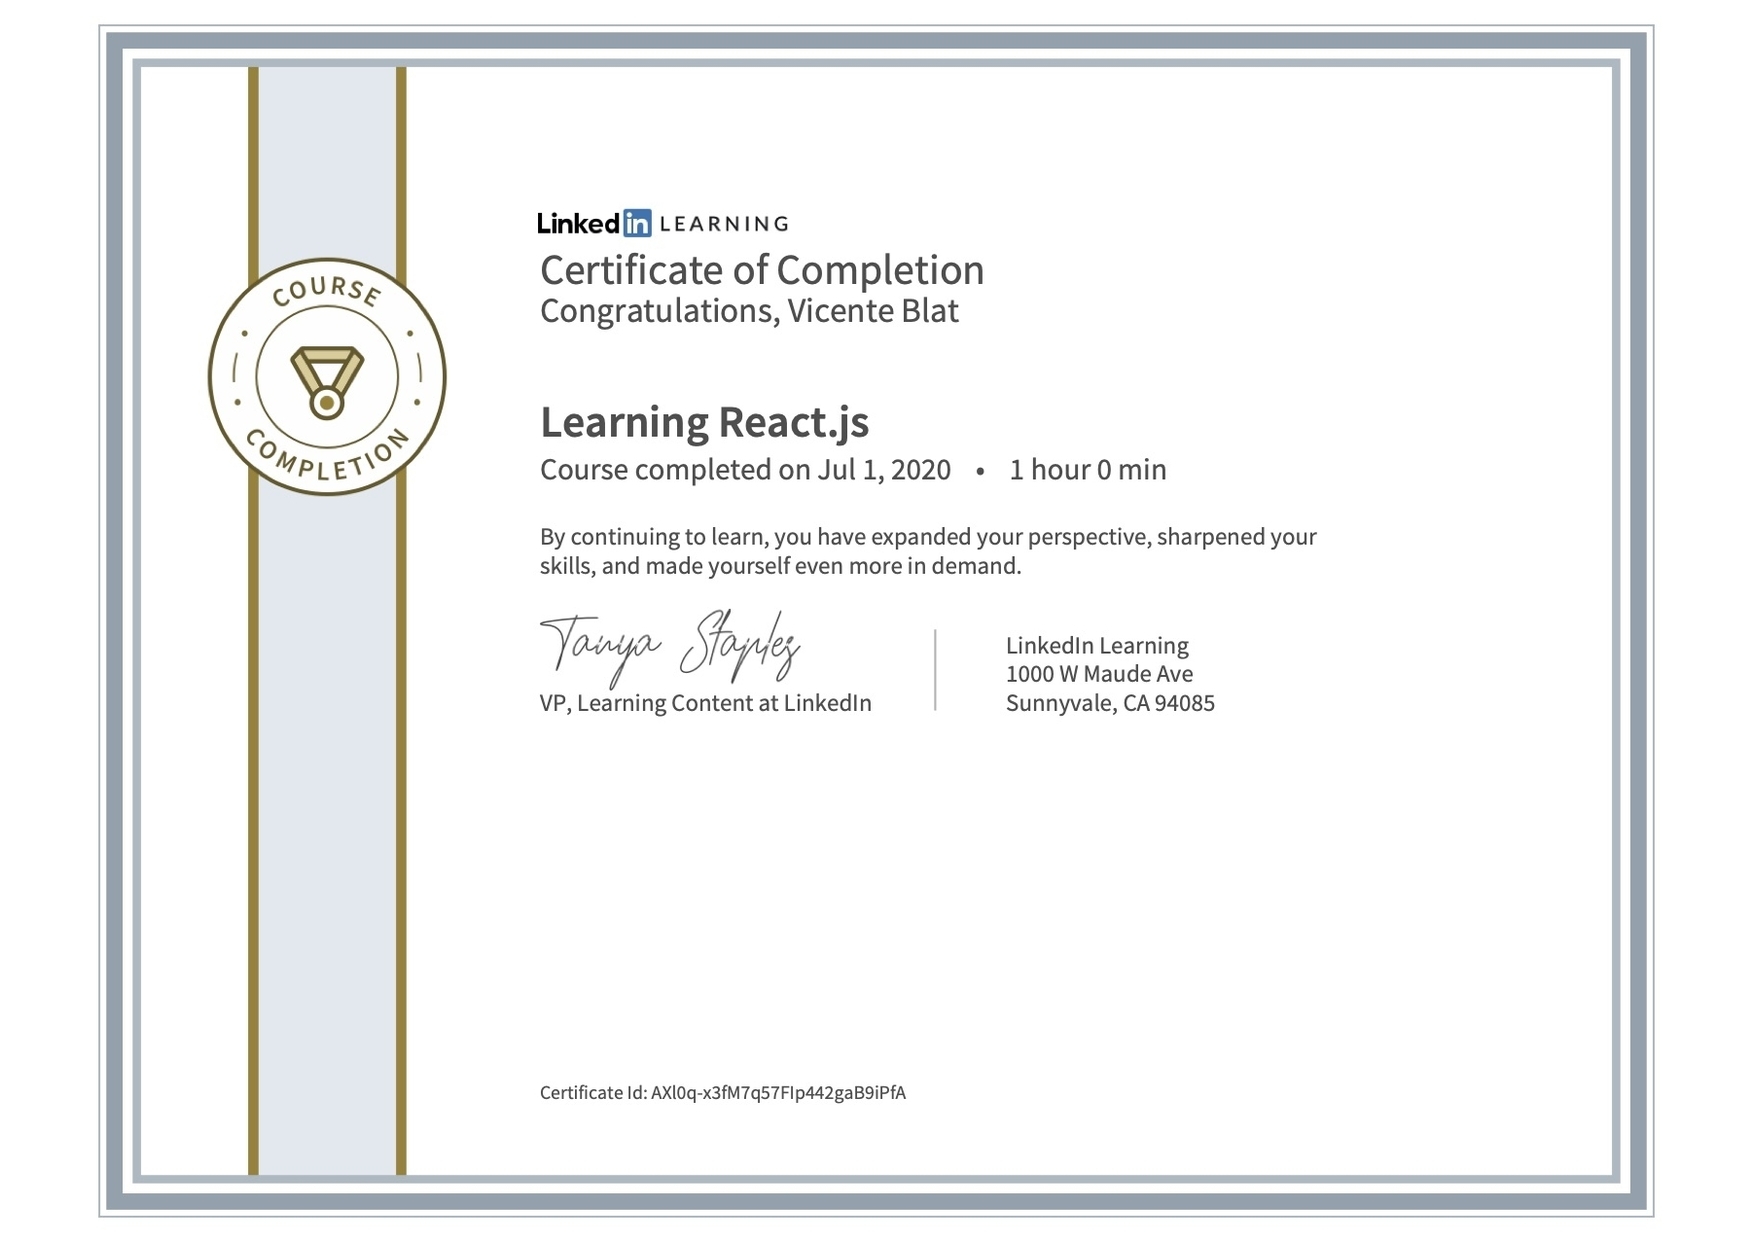 COURSE
COMPLETION
Linked in LEARNING
Certificate of Completion
Congratulations, Vicente Blat
Learning React.js
Course completed on Jul 1, 2020 • 1 hour 0 min
By continuing to learn, you have expanded your perspective, sharpened your
skills, and made yourself even more in demand.
Tanya Staples
VP, Learning Content at LinkedIn
LinkedIn Learning
1000 W Maude Ave
Sunnyvale, CA 94085
Certificate Id: AXl0q-x3fM7q57FIp442gaB9iPfA